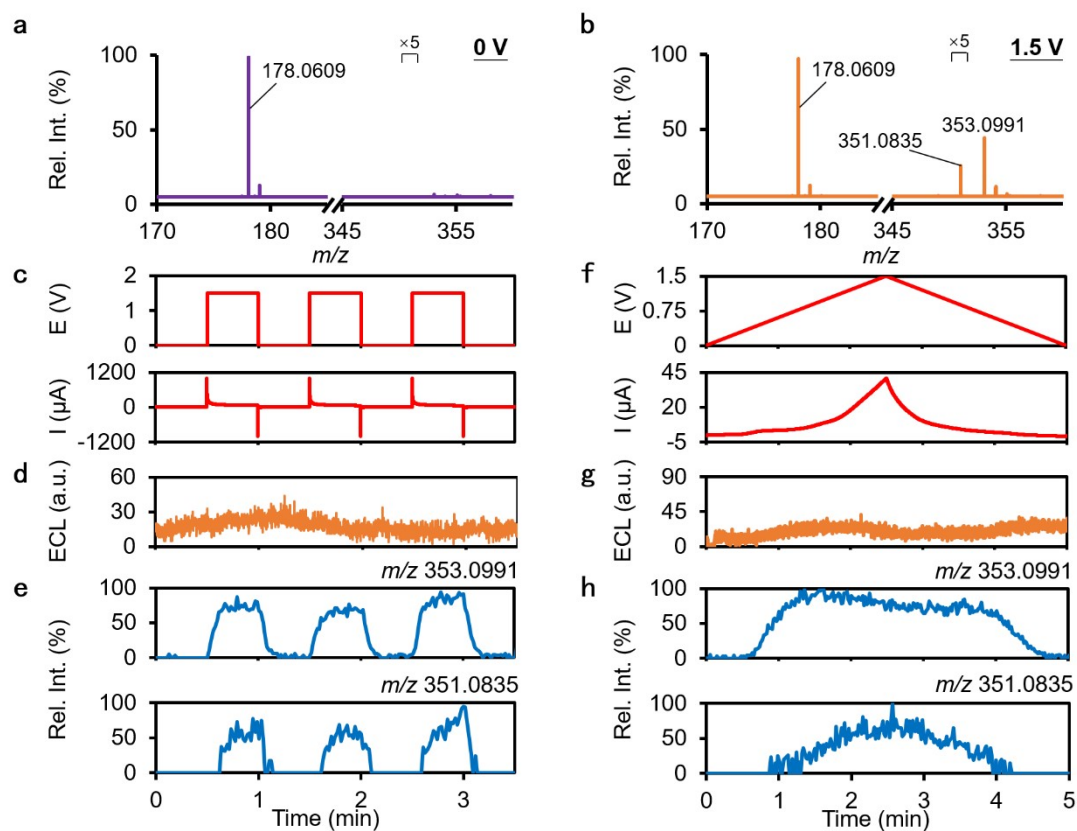 a
×5
0 V
100
178.0609
50
0
Rel. Int. (%)
170
180
345
355
m/z
b
×5
1.5 V
100
178.0609
353.0991
351.0835
50
0
Rel. Int. (%)
170
180
345
355
c
E (V)
2
1
0
I (μA)
1200
0
-1200
d
ECL (a.u.)
60
30
0
m/z 353.0991
e
Rel. Int. (%)
100
50
0
m/z 351.0835
100
50
0
0
1
2
3
Time (min)
f
E (V)
1.5
0.75
0
I (μA)
45
20
-5
g
ECL (a.u.)
90
45
0
m/z 353.0991
h
Rel. Int. (%)
100
50
0
m/z 351.0835
100
50
0
0
1
2
3
4
5
Time (min)